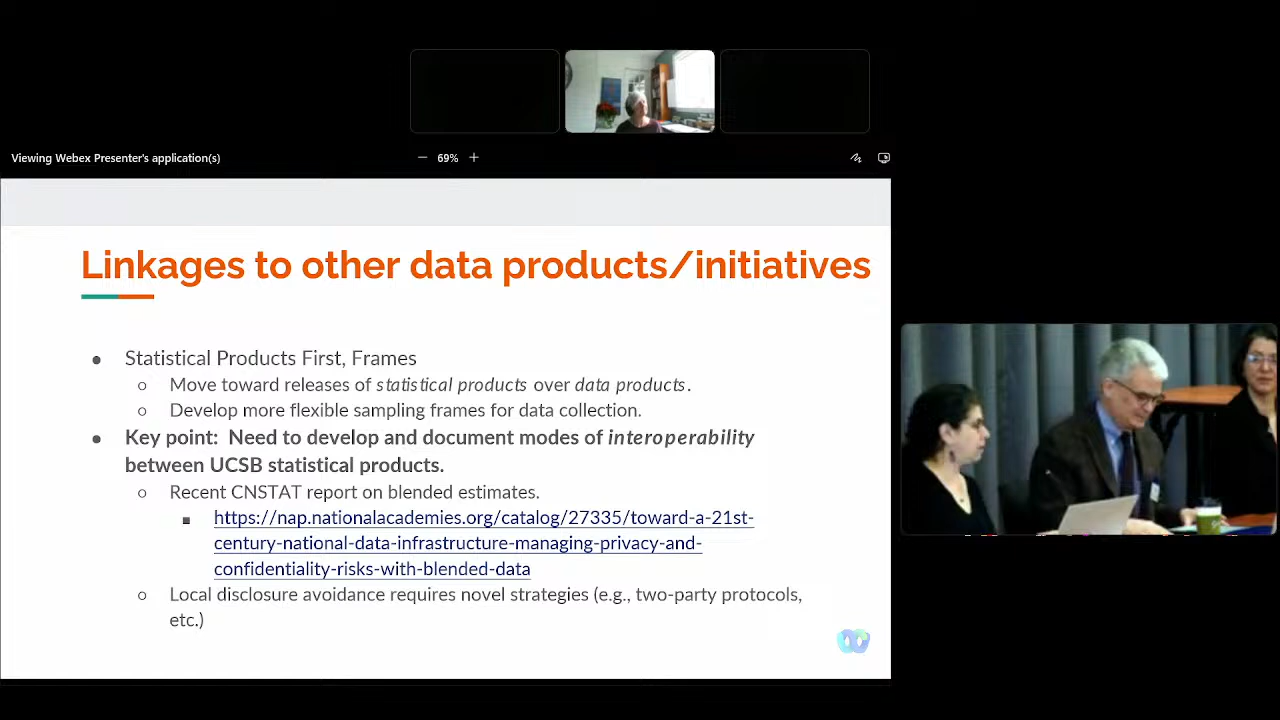 Viewing Webex Presenter's application(s)
− 69% +
Linkages to other data products/initiatives
● Statistical Products First, Frames
○ Move toward releases of statistical products over data products.
○ Develop more flexible sampling frames for data collection.
● Key point: Need to develop and document modes of interoperability
between UCSB statistical products.
○ Recent CNSTAT report on blended estimates.
■ https://nap.nationalacademies.org/catalog/27335/toward-a-21st-
century-national-data-infrastructure-managing-privacy-and-
confidentiality-risks-with-blended-data
○ Local disclosure avoidance requires novel strategies (e.g., two-party protocols,
etc.)